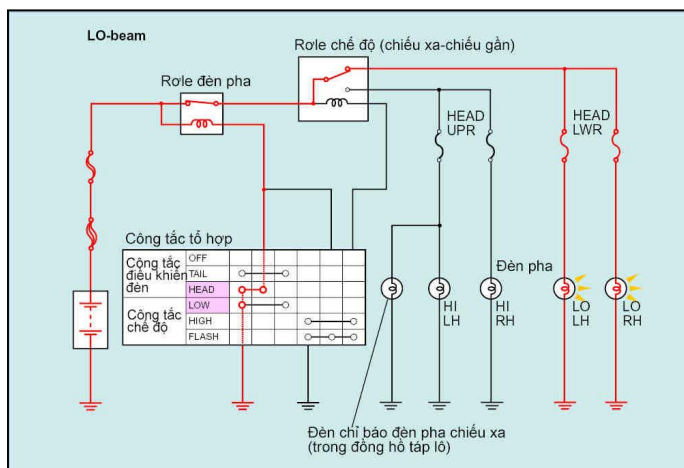 LO-beam
Rơle chế độ (chiếu xa-chiếu gần)
Rơle đèn pha
HEAD
UPR
HEAD
LWR
Công tắc tổ hợp
Công tắc
điều khiển
đèn
OFF
TAIL
HEAD
Công tắc
chế độ
LOW
HIGH
FLASH
Đèn pha
HI
LH
HI
RH
LO
LH
LO
RH
Đèn chỉ báo đèn pha chiếu xa
(trong đồng hồ táp lô)